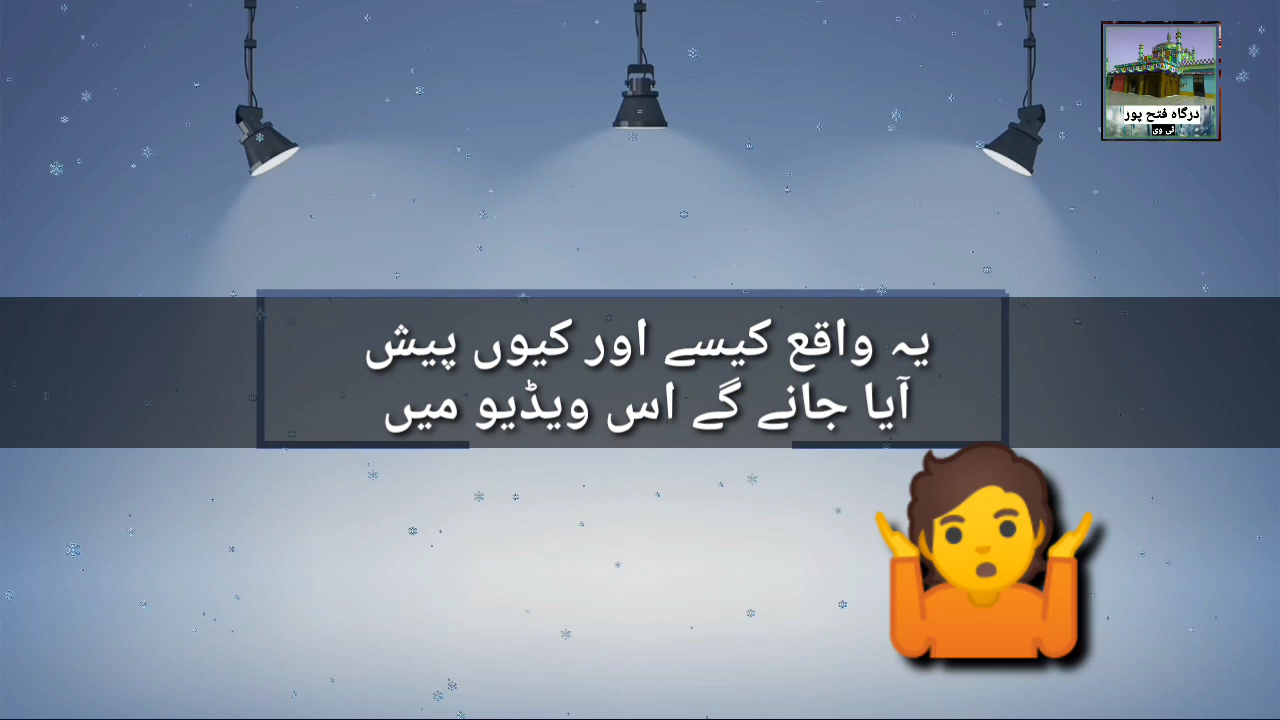 درگاہ فتح پور
ٹی وی
یہ واقع کیسے اور کیوں پیش
آیا جانے گے اس ویڈیو میں